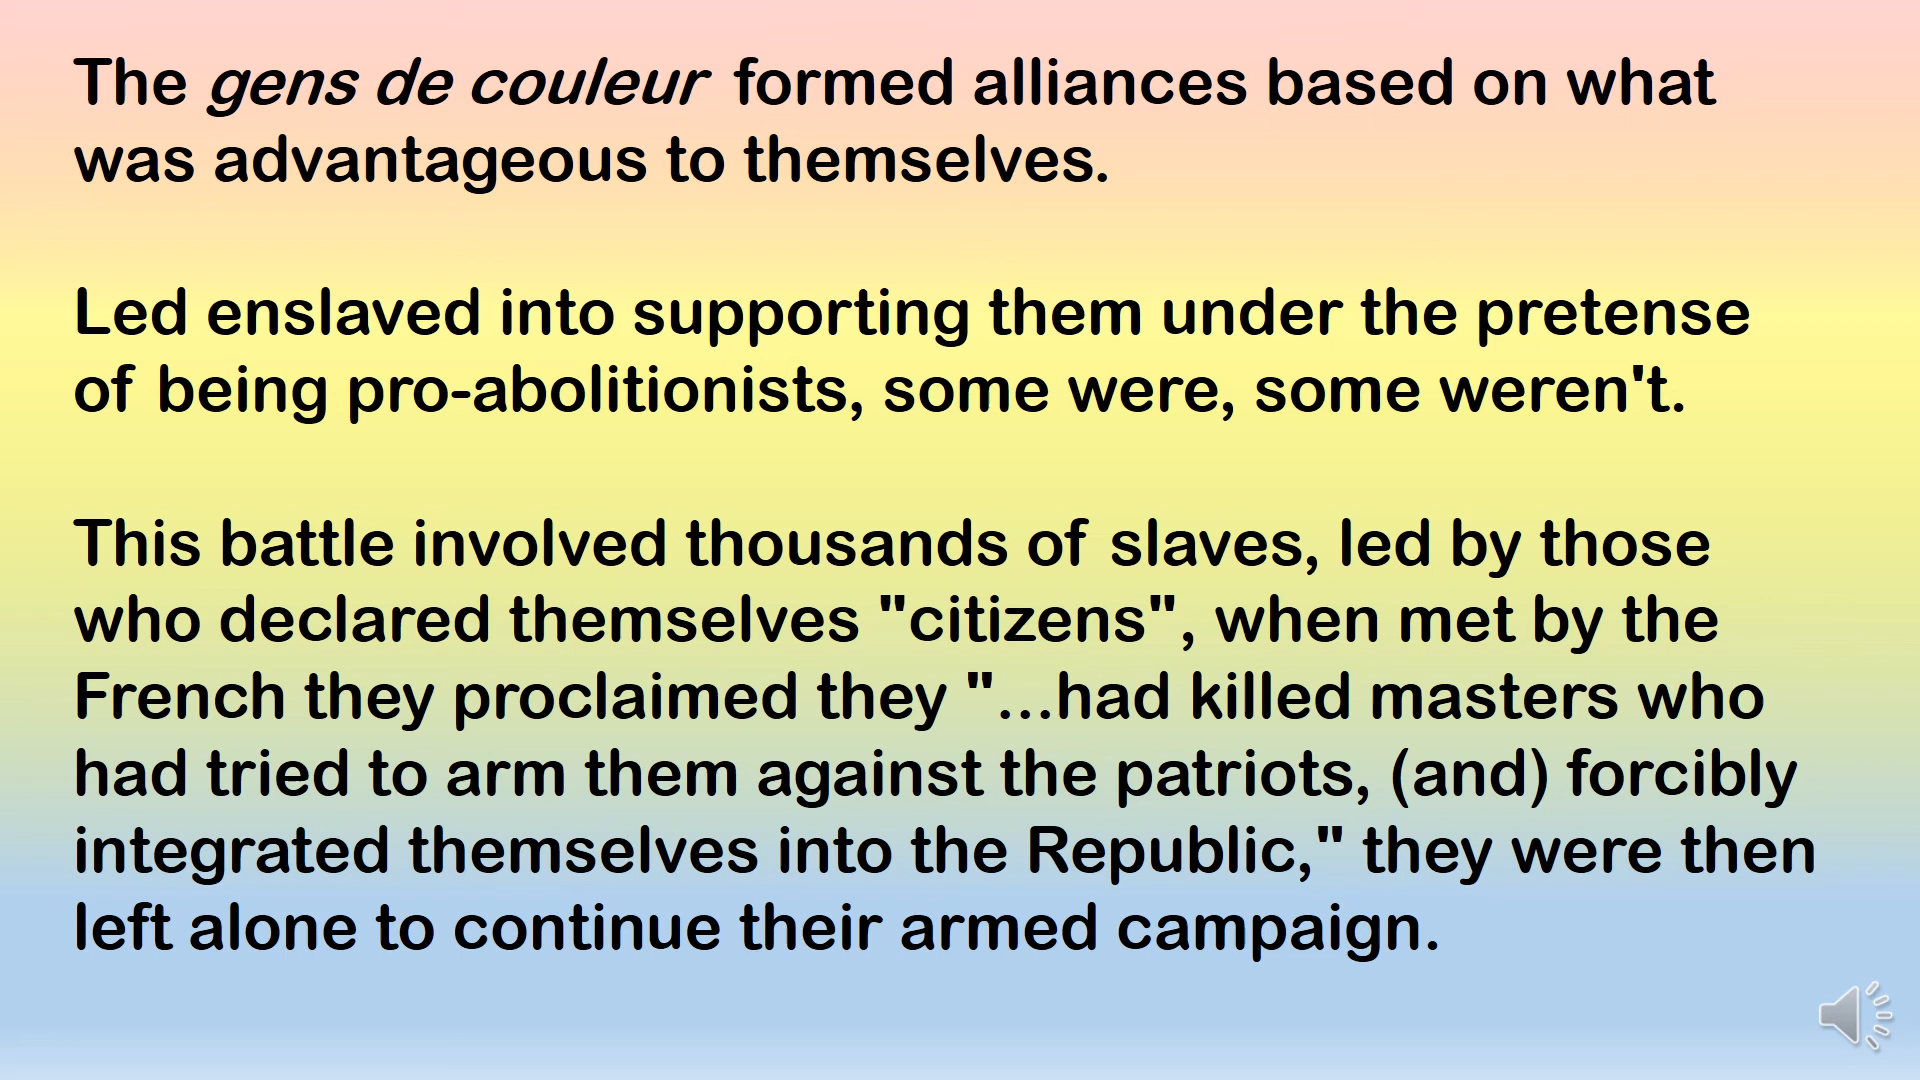 The gens de couleur formed alliances based on what
was advantageous to themselves.
Led enslaved into supporting them under the pretense
of being pro-abolitionists, some were, some weren't.
This battle involved thousands of slaves, led by those
who declared themselves "citizens", when met by the
French they proclaimed they "...had killed masters who
had tried to arm them against the patriots, (and) forcibly
integrated themselves into the Republic," they were then
left alone to continue their armed campaign.